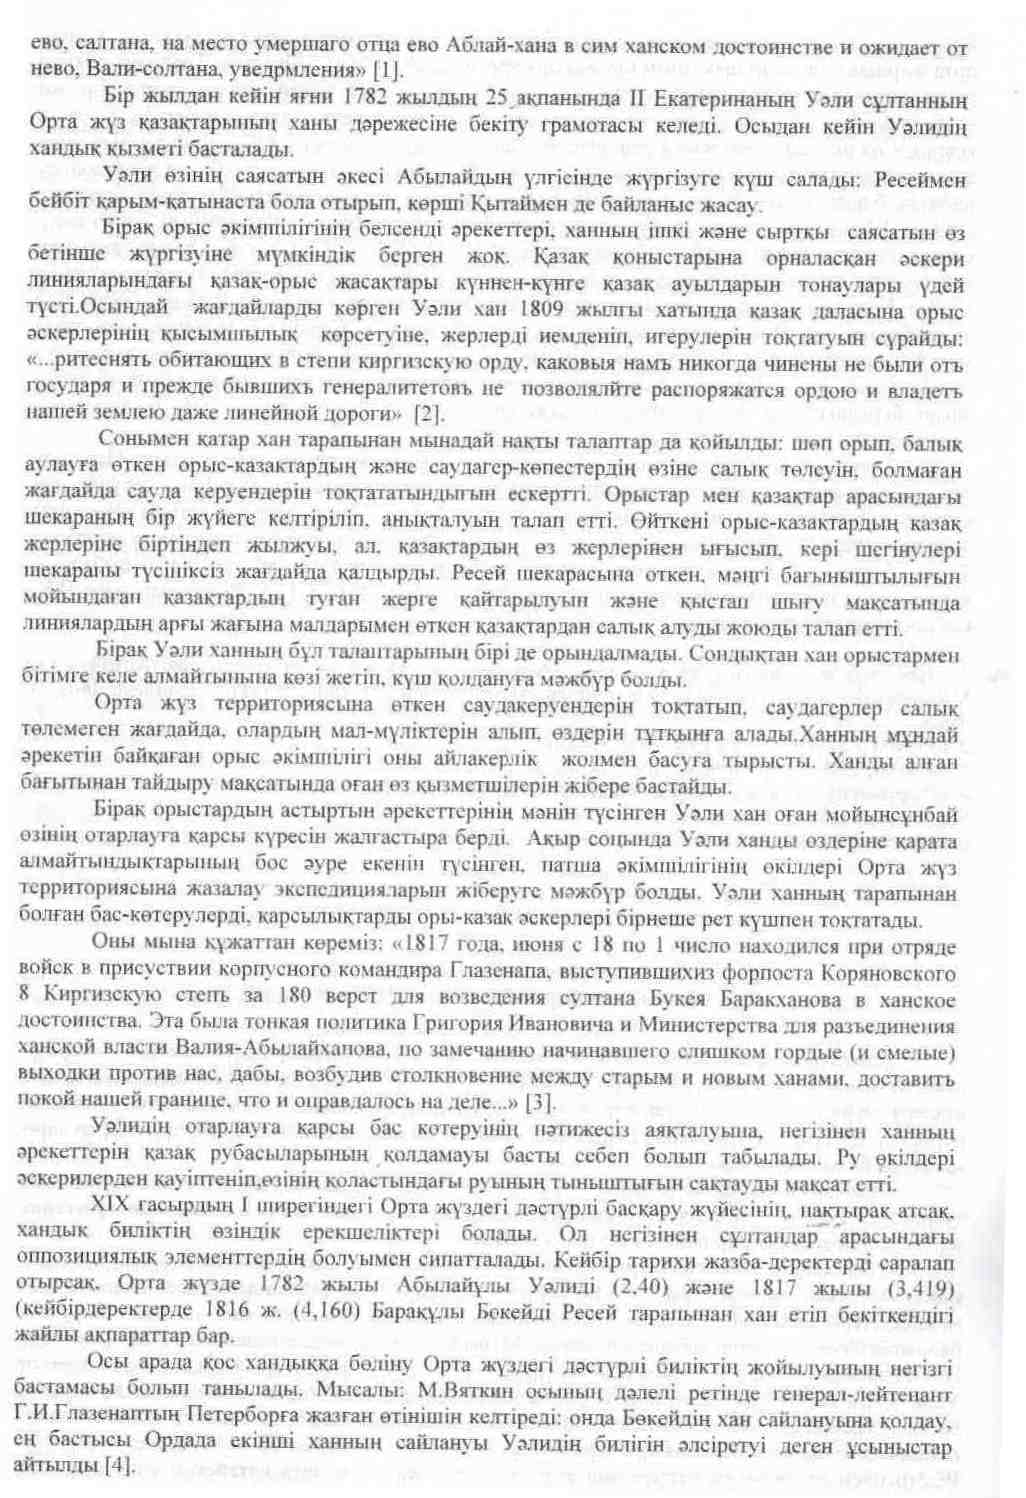 ево, салтана, на место умершаго отца ево Аблай-хана в сим ханском достоинстве и ожидает от
нево, Вали-солтана, уведрмления» [1].
Бір жылдан кейін яғни 1782 жылдың 25 ақпанында II Екатеринаның Уәли сұлтанның
Орта жүз қазақтарының ханы дәрежесіне бекіту грамотасы келеді. Осыдан кейін Уәлидің
хандық қызметі басталады.
Уәли өзінің саясатын әкесі Абылайдың үлгісінде жүргізуге күш салады: Ресеймен
бейбіт қарым-қатынаста бола отырып, көрші Қытаймен де байланыс жасау.
Бірақ орыс әкімшілігінің белсенді әрекеттері, ханның ішкі және сыртқы саясатын өз
бетінше жүргізуіне мүмкіндік берген жоқ. Қазақ қоныстарына орналасқан әскери
линияларындағы қазақ-орыс жасақтары күннен-күнге қазақ ауылдарын тонаулары үдей
түсті.Осындай жағдайларды көрген Уәли хан 1809 жылғы хатында қазақ даласына орыс
әскерлерінің қысымшылық көрсетуіне, жерлерді иемденіп, игерулерін тоқтатуын сұрайды:
«...ритеснять обитающих в степи киргизскую орду, каковыя намъ никогда чинены не были отъ
государя и прежде бывшихъ генералитетовъ не позволялйте распоряжатся ордою и владеть
нашей землею даже линейной дороги» [2].
Сонымен қатар хан тарапынан мынадай нақты талаптар да қойылды: шөп орып, балық
аулауға өткен орыс-казактардың және саудагер-көпестердің өзіне салық төлеуін, болмаған
жағдайда сауда керуендерін тоқтататындығын ескертті. Орыстар мен қазақтар арасындағы
шекараның бір жүйеге келтіріліп, анықталуын талап етті. Өйткені орыс-казактардың қазақ
жерлеріне біртіндеп жылжуы, ал, қазақтардың өз жерлерінен ығысып, кері шегінулері
шекараны түсініксіз жағдайда қалдырды. Ресей шекарасына откен, мәңгі бағыныштылығын
мойындаған қазақтардың туған жерге қайтарылуын және қыстап шығу мақсатында
линиялардың арғы жағына малдарымен өткен қазақтардан салық алуды жоюды талап етті.
Бірақ Уәли ханның бұл талаптарының бірі де орындалмады. Сондықтан хан орыстармен
бітімге келе алмайтынына көзі жетіп, күш қолдануға мәжбүр болды.
Орта жүз территориясына өткен саудакеруендерін тоқтатып, саудагерлер салық
төлемеген жағдайда, олардың мал-мүліктерін алып, өздерін тұтқынға алады.Ханның мұндай
әрекетін байқаған орыс әкімшілігі оны айлакерлік жолмен басуға тырысты. Ханды алған
бағытынан тайдыру мақсатында оған өз қызметшілерін жібере бастайды.
Бірақ орыстардың астыртын әрекеттерінің мәнін түсінген Уәли хан оған мойынсұнбай
өзінің отарлауға қарсы күресін жалғастыра берді. Ақыр соңында Уәли ханды өздеріне қарата
алмайтындықтарының бос әуре екенін түсінген, патша әкімшілігінің өкілдері Орта жүз
территориясына жазалау экспедицияларын жіберуге мәжбүр болды. Уәли ханның тарапынан
болған бас-көтерулерді, қарсылықтарды оры-казак әскерлері бірнеше рет күшпен тоқтатады.
Оны мына құжаттан көреміз: «1817 года, июня с 18 по 1 число находился при отряде
войск в присуствии корпусного командира Глазенапа, выступившихиз форпоста Коряновского
8 Киргизскую степь за 180 верст для возведения султана Букея Баракханова в ханское
достоинства. Эта была тонкая политика Григория Ивановича и Министерства для разъединения
ханской власти Валия-Абылайханова, по замечанию начинавшего слишком гордые (и смелые)
выходки против нас, дабы, возбудив столкновение между старым и новым ханами, доставить
покой нашей границе, что и оправдалось на деле...» [3].
Уәлидің отарлауға қарсы бас котеруінің нәтижесіз аяқталуына, негізінен ханның
әрекеттерін қазақ рубасыларының қолдамауы басты себеп болып табылады. Ру өкілдері
әскерилерден қауіптеніп,өзінің қоластындағы руының тыныштығын сақтауды мақсат етті.
XIX ғасырдың I ширегіндегі Орта жүздегі дәстүрлі басқару жүйесінің, нақтырақ атсақ,
хандық биліктің өзіндік ерекшеліктері болады. Ол негізінен сұлтандар арасындағы
оппозициялық элементтердің болуымен сипатталады. Кейбір тарихи жазба-деректерді саралап
отырсақ, Орта жүзде 1782 жылы Абылайұлы Уәлиді (2,40) және 1817 жылы (3,419)
(кейбірдеректерде 1816 ж. (4,160) Барақұлы Бөкейді Ресей тарапынан хан етіп бекіткендігі
жайлы ақпараттар бар.
Осы арада қос хандыққа бөліну Орта жүздегі дәстүрлі биліктің жойылуының негізгі
бастамасы болып танылады. Мысалы: М.Вяткин осының дәлелі ретінде генерал-лейтенант
Г.И.Глазенаптың Петерборға жазған өтінішін келтіреді: онда Бөкейдің хан сайлануына қолдау,
ең бастысы Ордада екінші ханның сайлануы Уәлидің билігін әлсіретуі деген ұсыныстар
айтылды [4].